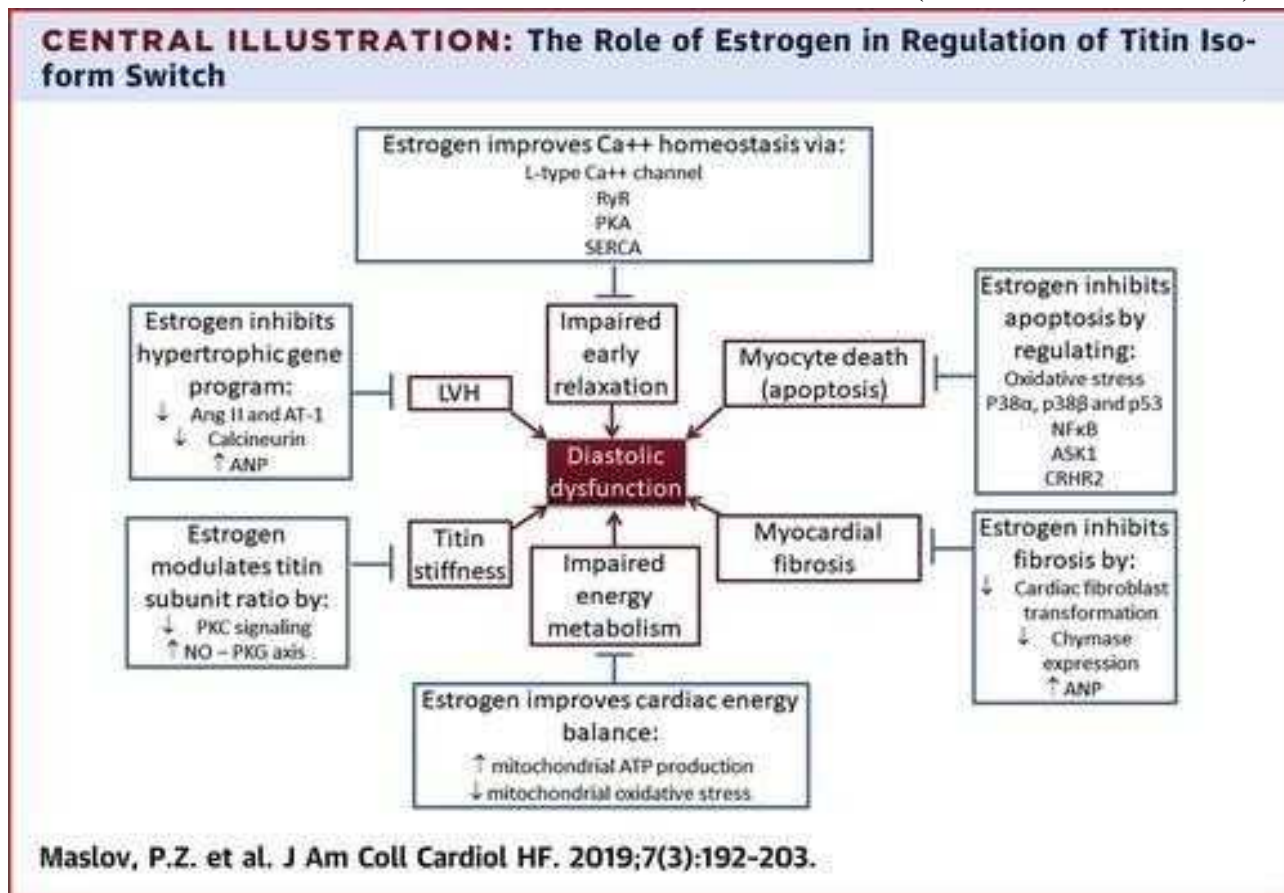 CENTRAL ILLUSTRATION: The Role of Estrogen in Regulation of Titin Iso-
form Switch
Estrogen improves Ca++ homeostasis via:
L-type Ca++ channel
RyR
PKA
SERCA
Estrogen inhibits
hypertrophic gene
program:
↓ Ang II and AT-1
↓ Calcineurin
↑ ANP
LVH
Impaired
early
relaxation
Myocyte death
(apoptosis)
Estrogen inhibits
apoptosis by
regulating:
Oxidative stress
P38α, p38β and p53
NFκB
ASK1
CRHR2
Diastolic
dysfunction
Estrogen
modulates titin
subunit ratio by:
↓ PKC signaling
↑ NO – PKG axis
Titin
stiffness
Impaired
energy
metabolism
Myocardial
fibrosis
Estrogen inhibits
fibrosis by:
↓ Cardiac fibroblast
transformation
↓ Chymase
expression
↑ ANP
Estrogen improves cardiac energy
balance:
↑ mitochondrial ATP production
↓ mitochondrial oxidative stress
Maslov, P.Z. et al. J Am Coll Cardiol HF. 2019;7(3):192-203.